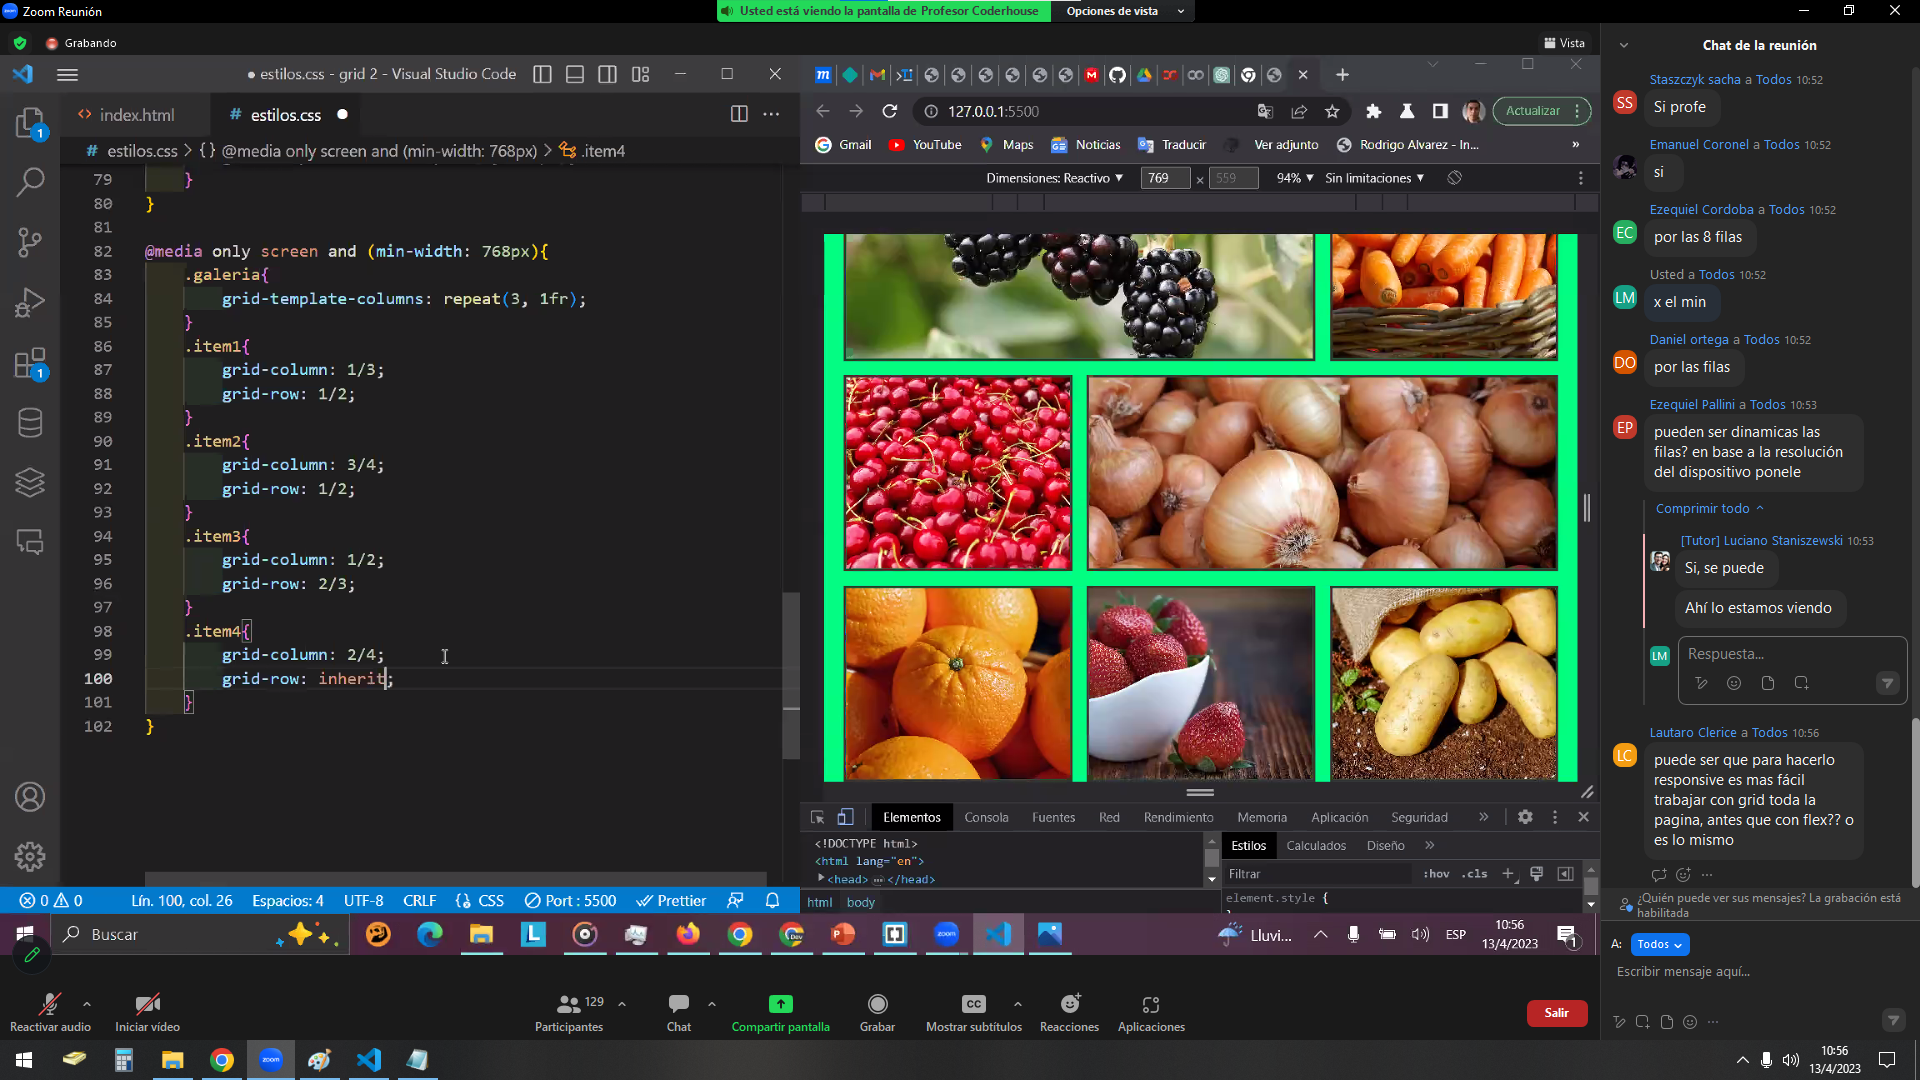 Zoom Reunión
Usted está viendo la pantalla de Profesor Coderhouse
Opciones de vista
Grabando
Vista
● estilos.css - grid 2 - Visual Studio Code
<> index.html
# estilos.css ●
# estilos.css > {} @media only screen and (min-width: 768px) > .item4
79 }
80 }
81
82 @media only screen and (min-width: 768px){
83 .galeria{
84 grid-template-columns: repeat(3, 1fr);
85 }
86 .item1{
87 grid-column: 1/3;
88 grid-row: 1/2;
89 }
90 .item2{
91 grid-column: 3/4;
92 grid-row: 1/2;
93 }
94 .item3{
95 grid-column: 1/2;
96 grid-row: 2/3;
97 }
98 .item4{
99 grid-column: 2/4;
100 grid-row: inherit;
101 }
102 }
1
1
0 0
Lín. 100, col. 26
Espacios: 4
UTF-8
CRLF
{} CSS
Port : 5500
Prettier
127.0.0.1:5500
Actualizar
Gmail
YouTube
Maps
Noticias
Traducir
Ver adjunto
Rodrigo Alvarez - In...
»
Dimensiones: Reactivo ▼
769 × 559
94% ▼
Sin limitaciones ▼
Elementos
Consola
Fuentes
Red
Rendimiento
Memoria
Aplicación
Seguridad
»
<!DOCTYPE html>
<html lang="en">
<head> … </head>
html body
Estilos
Calculados
Diseño
»
Filtrar
:hov .cls +
element.style {
Buscar
Lluvi...
ESP
10:56
13/4/2023
1
Chat de la reunión
Staszczyk sacha a Todos 10:52
SS
Si profe
Emanuel Coronel a Todos 10:52
si
Ezequiel Cordoba a Todos 10:52
EC
por las 8 filas
Usted a Todos 10:52
LM
x el min
Daniel ortega a Todos 10:52
DO
por las filas
Ezequiel Pallini a Todos 10:53
EP
pueden ser dinamicas las
filas? en base a la resolución
del dispositivo ponele
Comprimir todo
[Tutor] Luciano Staniszewski 10:53
Si, se puede
Ahí lo estamos viendo
LM
Respuesta...
Lautaro Clerice a Todos 10:56
LC
puede ser que para hacerlo
responsive es mas fácil
trabajar con grid toda la
pagina, antes que con flex?? o
es lo mismo
¿Quién puede ver sus mensajes? La grabación está
habilitada
A: Todos
Escribir mensaje aquí...
Reactivar audio
Iniciar vídeo
129
Participantes
Chat
Compartir pantalla
Grabar
CC
Mostrar subtítulos
Reacciones
Aplicaciones
Salir
zoom
10:56
13/4/2023